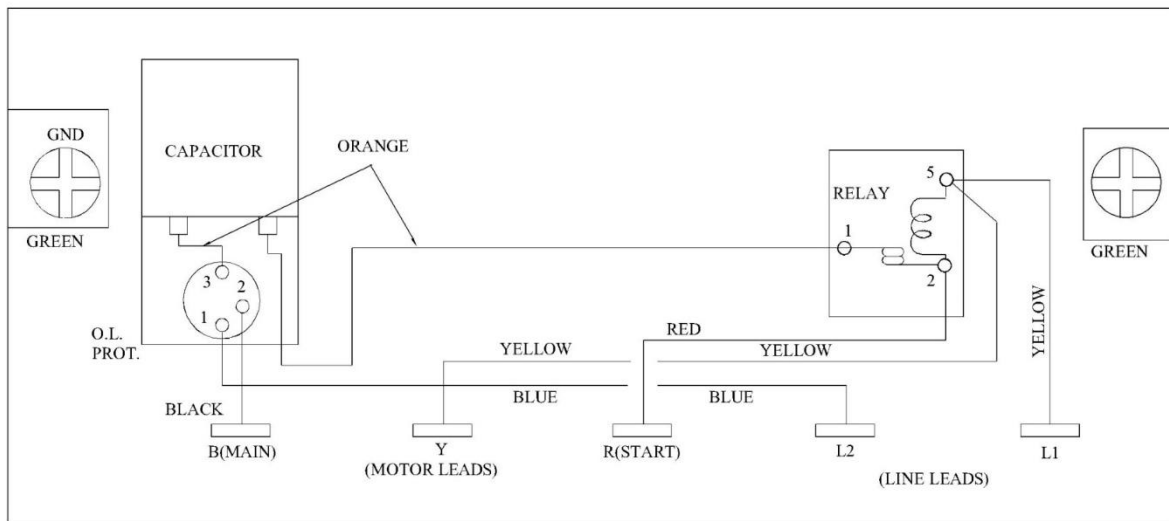 GND
CAPACITOR
ORANGE
GREEN
3
2
1
O.L.
PROT.
RELAY
5
1
2
GREEN
RED
YELLOW
YELLOW
YELLOW
BLUE
BLUE
BLACK
B(MAIN)
Y
(MOTOR LEADS)
R(START)
L2
(LINE LEADS)
L1